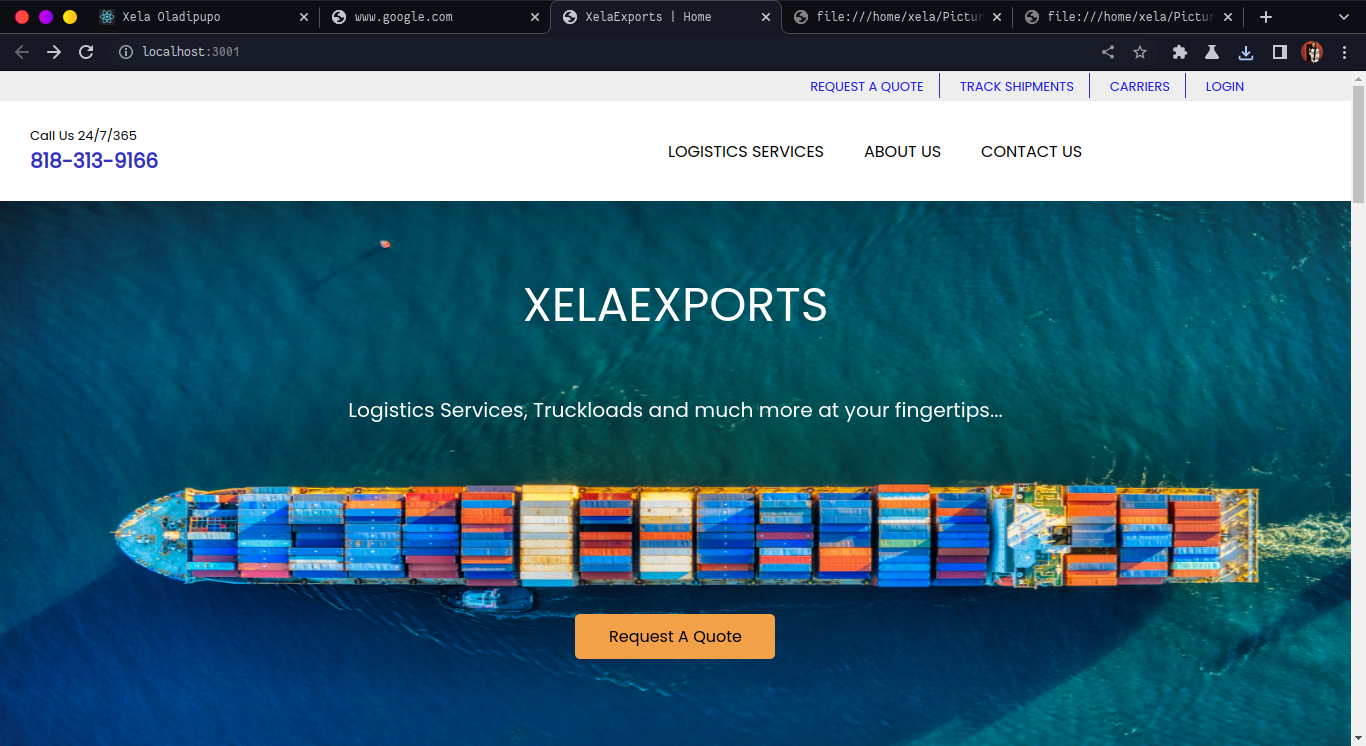 Xela Oladipupo
www.google.com
XelaExports | Home
file:///home/xela/Pictur
file:///home/xela/Pictur
localhost:3001
REQUEST A QUOTE
TRACK SHIPMENTS
CARRIERS
LOGIN
Call Us 24/7/365
818-313-9166
LOGISTICS SERVICES
ABOUT US
CONTACT US
XELAEXPORTS
Logistics Services, Truckloads and much more at your fingertips...
Request A Quote